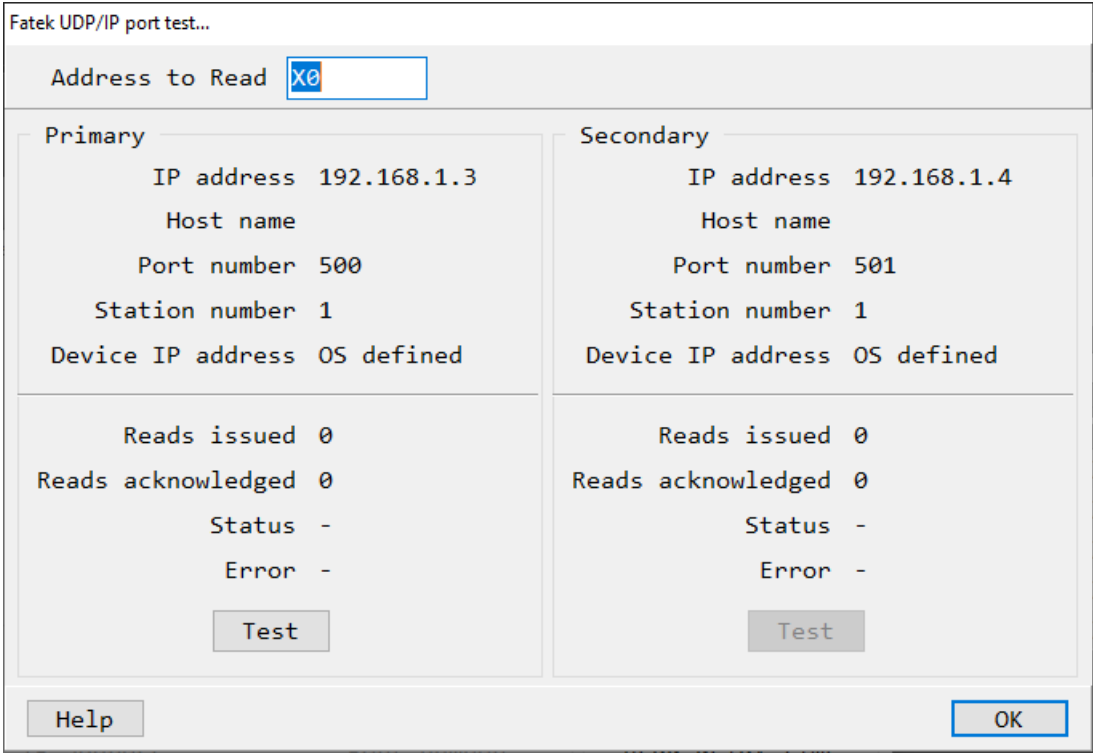 Fatek UDP/IP port test...
Address to Read X0
Primary
IP address 192.168.1.3
Host name
Port number 500
Station number 1
Device IP address OS defined
Reads issued 0
Reads acknowledged 0
Status -
Error -
Test
Secondary
IP address 192.168.1.4
Host name
Port number 501
Station number 1
Device IP address OS defined
Reads issued 0
Reads acknowledged 0
Status -
Error -
Test
Help
OK